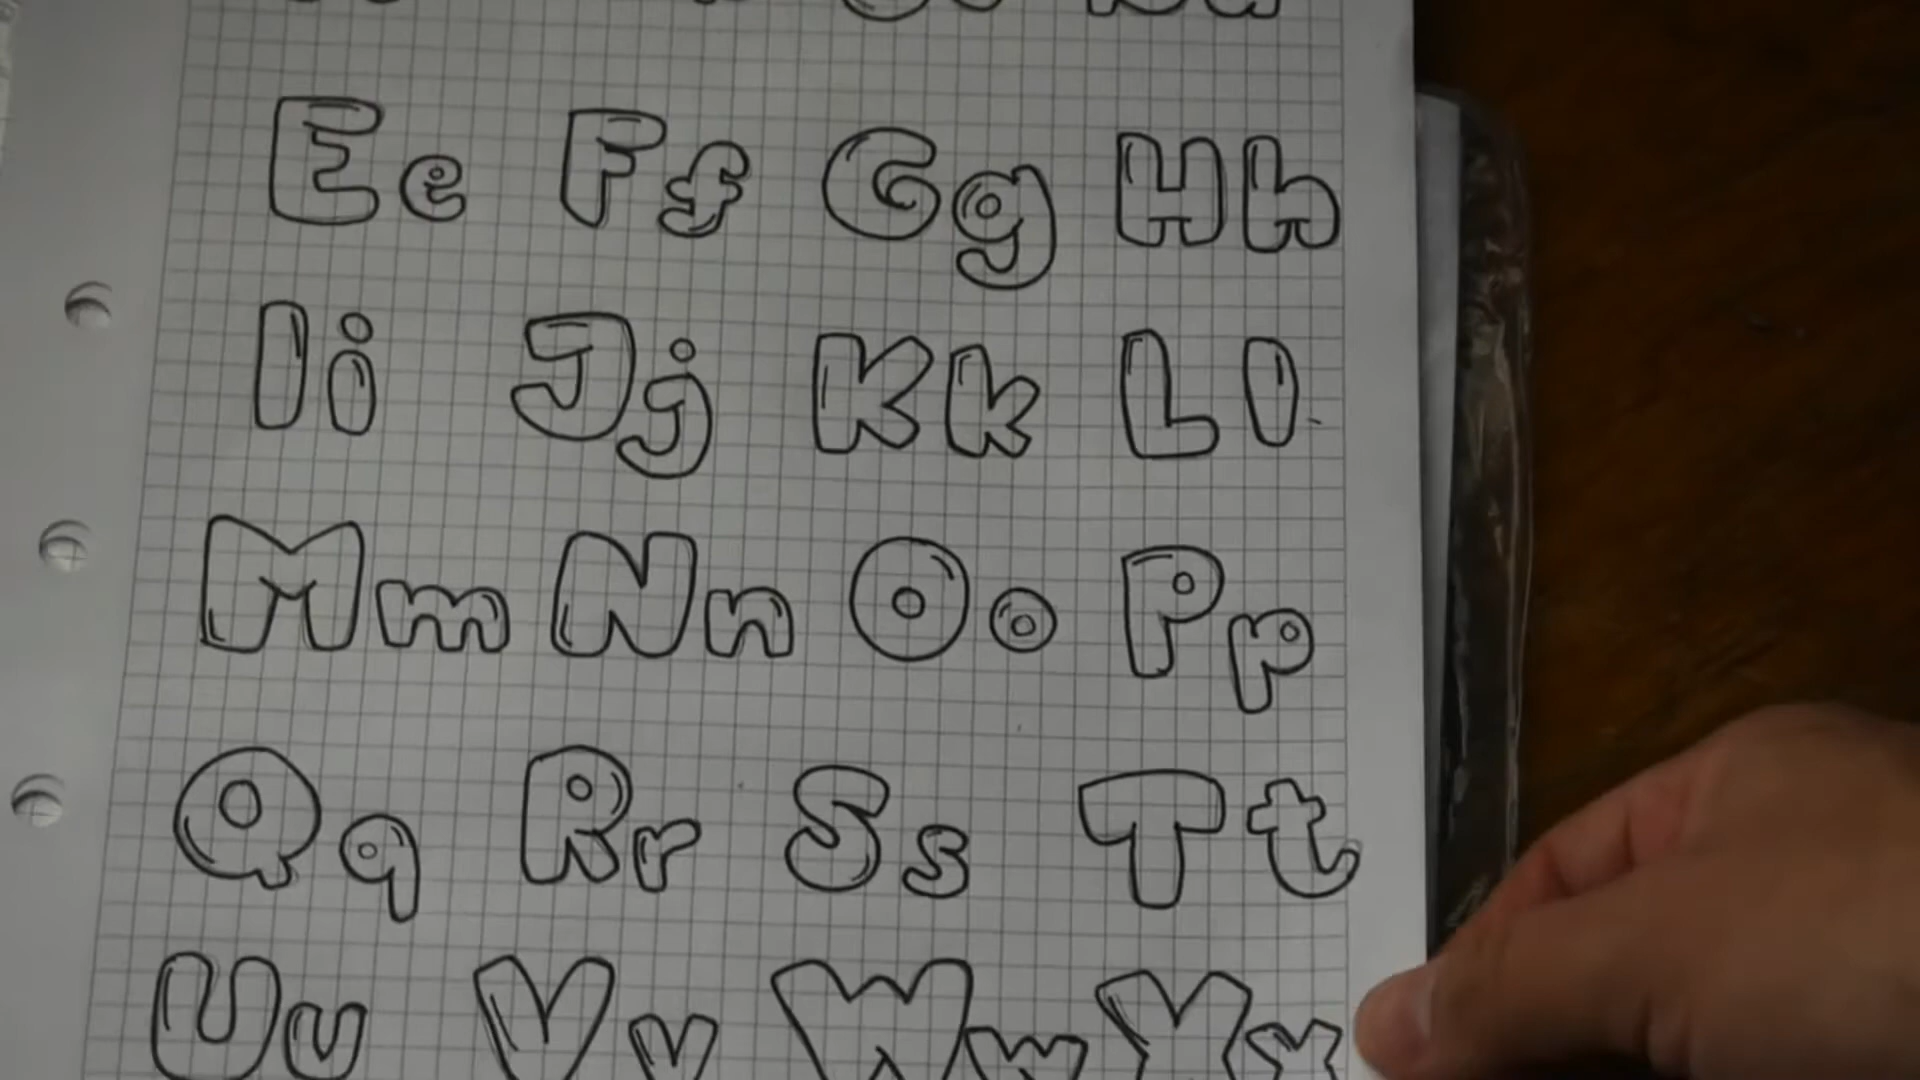 Ee Ff Gg Hh
Ii Jj Kk Ll
Mm Nn Oo Pp
Qq Rr Ss Tt
Uu Vv Ww